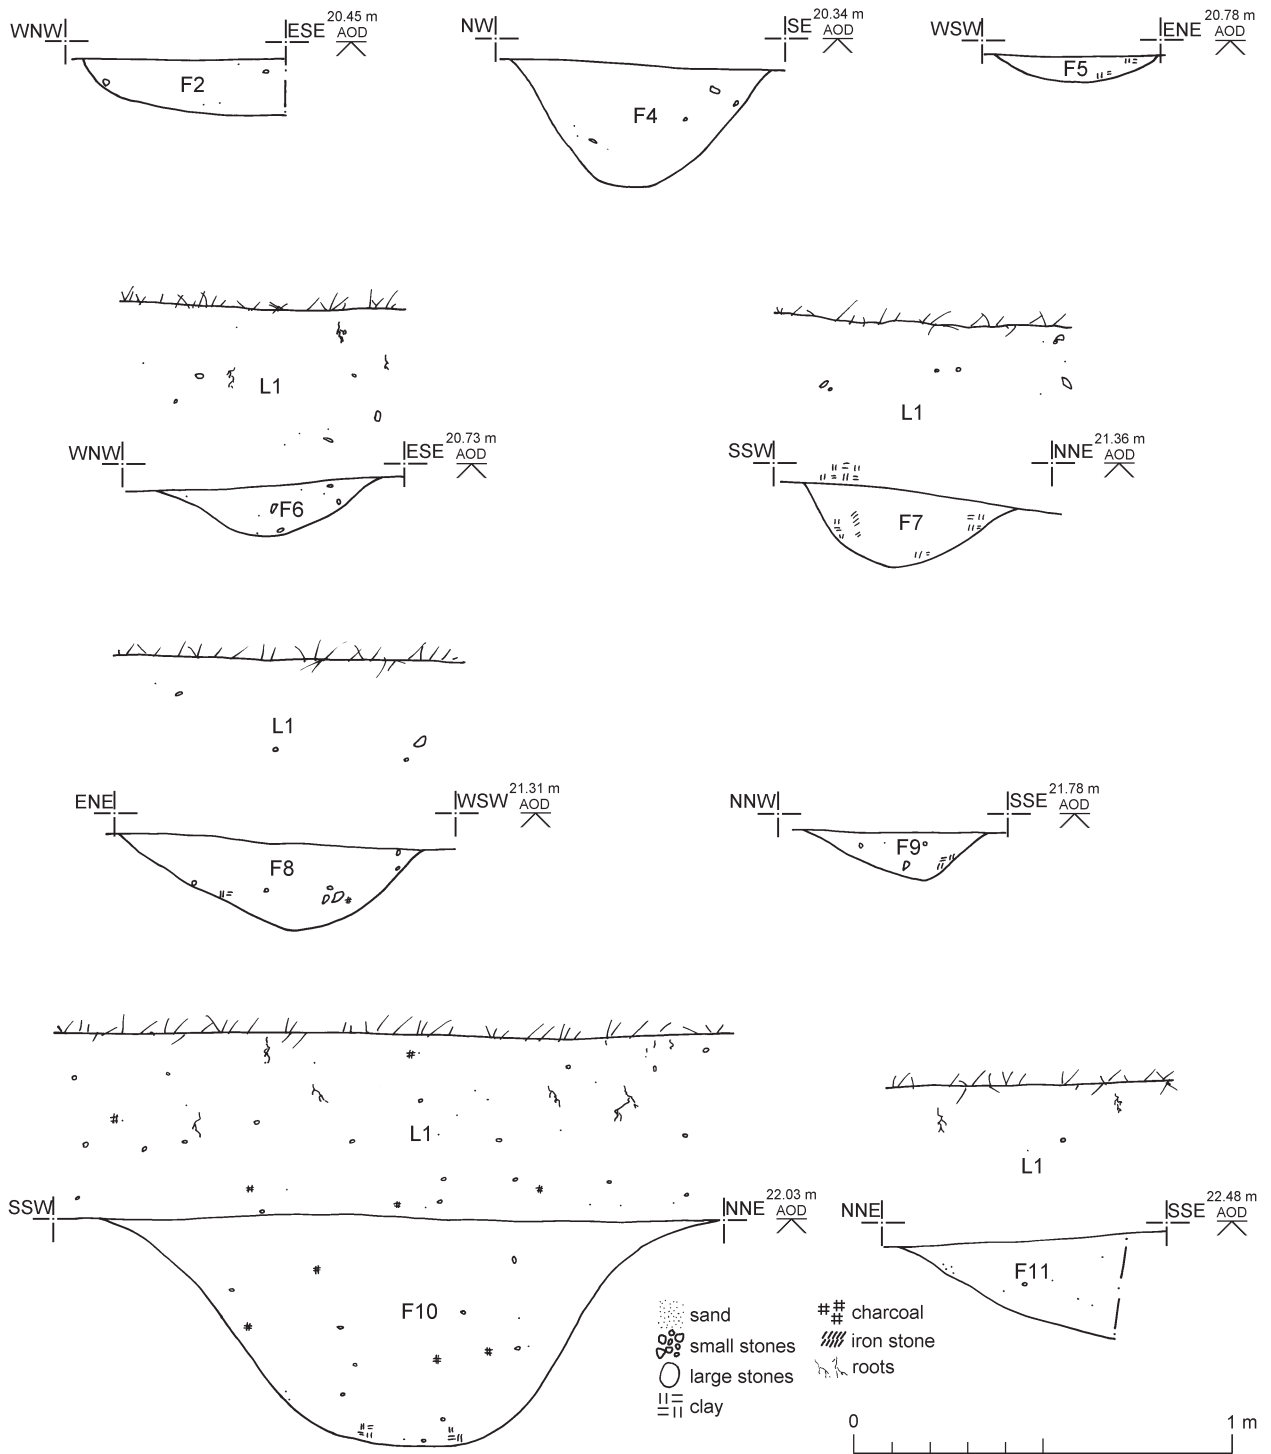 WNW ESE 20.45 m AOD
F2
NW SE 20.34 m AOD
F4
WSW ENE 20.78 m AOD
F5
L1
WNW ESE 20.73 m AOD
F6
L1
SSW NNE 21.36 m AOD
F7
L1
ENE WSW 21.31 m AOD
F8
NNW SSE 21.78 m AOD
F9
L1
SSW NNE 22.03 m AOD
F10
L1
NNE SSE 22.48 m AOD
F11
sand
small stones
large stones
clay
charcoal
iron stone
roots
0 1 m